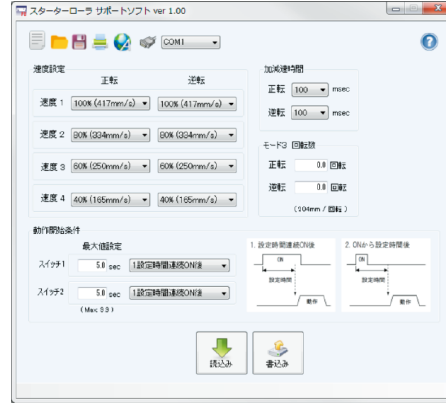 スターターローラ サポートソフト ver 1.00
COM1
速度設定
正転 逆転
速度 1 100% (417mm/s) 100% (417mm/s)
速度 2 80% (334mm/s) 80% (334mm/s)
速度 3 60% (250mm/s) 60% (250mm/s)
速度 4 40% (165mm/s) 40% (165mm/s)
加減速時間
正転 100 msec
逆転 100 msec
モード3 回転数
正転 0.0 回転
逆転 0.0 回転
(304mm / 回転)
動作開始条件
最大値設定
スイッチ1 5.0 sec 1設定時間連続ON後
スイッチ2 5.0 sec 1設定時間連続ON後
(Max 9.9)
1. 設定時間連続ON後
ON
設定時間
動作
2. ONから設定時間後
ON
設定時間
動作
読込み
書込み